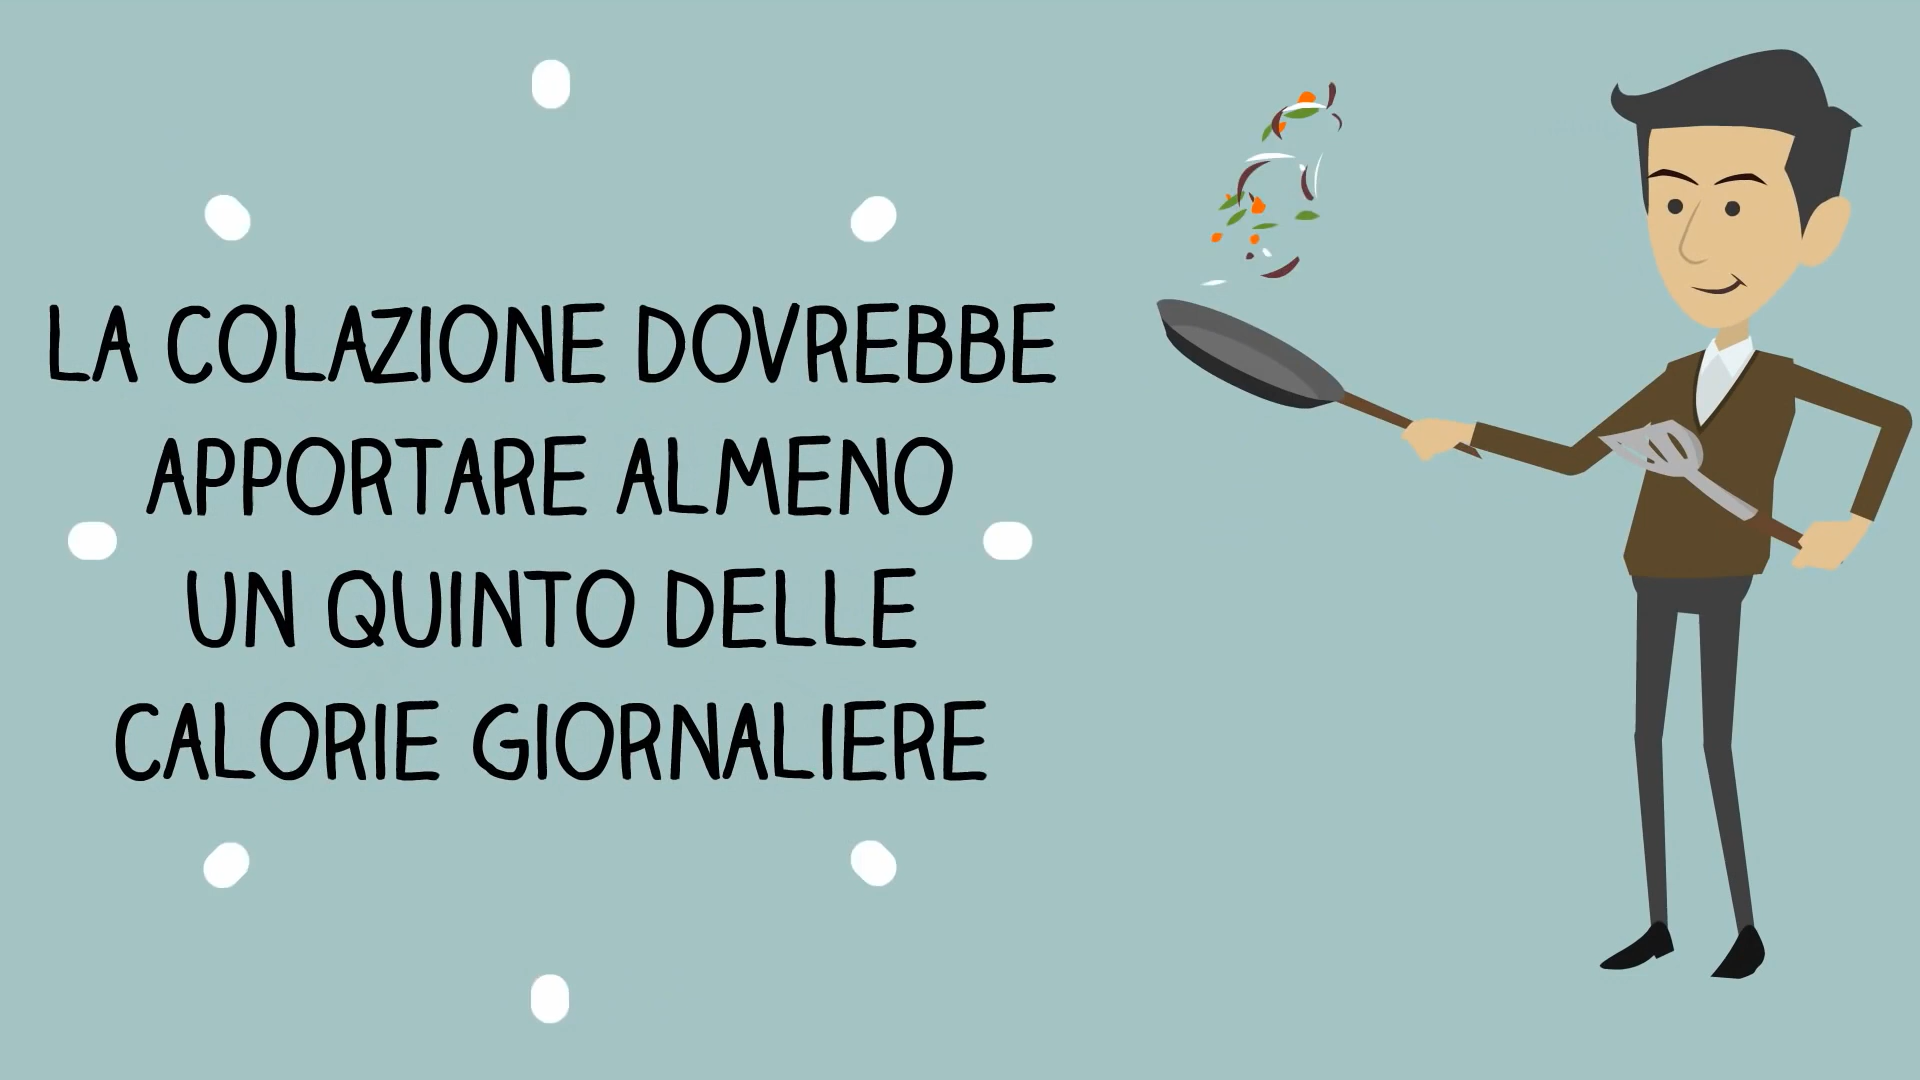 LA COLAZIONE DOVREBBE
APPORTARE ALMENO
UN QUINTO DELLE
CALORIE GIORNALIERE